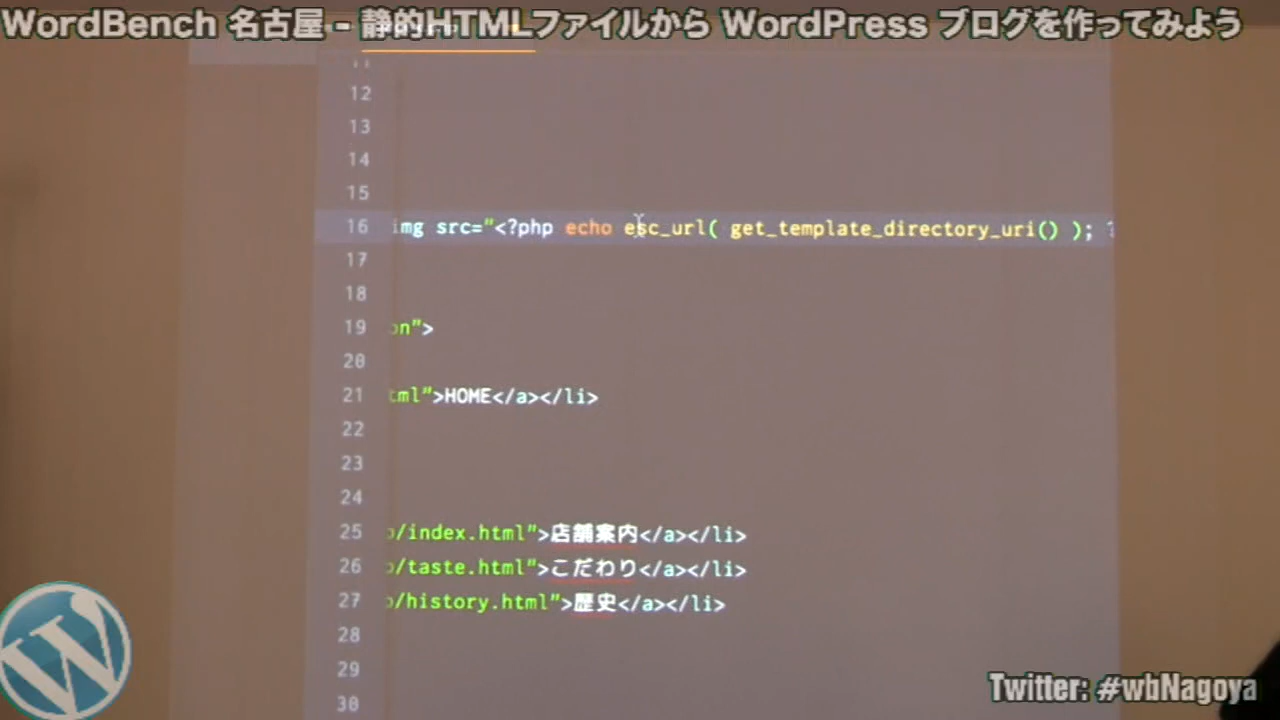 WordBench 名古屋 - 静的HTMLファイルから WordPress ブログを作ってみよう
11
12
13
14
15
16 img src="<?php echo esc_url( get_template_directory_uri() ); ?
17
18
19 on">
20
21 tml">HOME</a></li>
22
23
24
25 /index.html">店舗案内</a></li>
26 /taste.html">こだわり</a></li>
27 /history.html">歴史</a></li>
28
29
30
W
Twitter: #wbNagoya